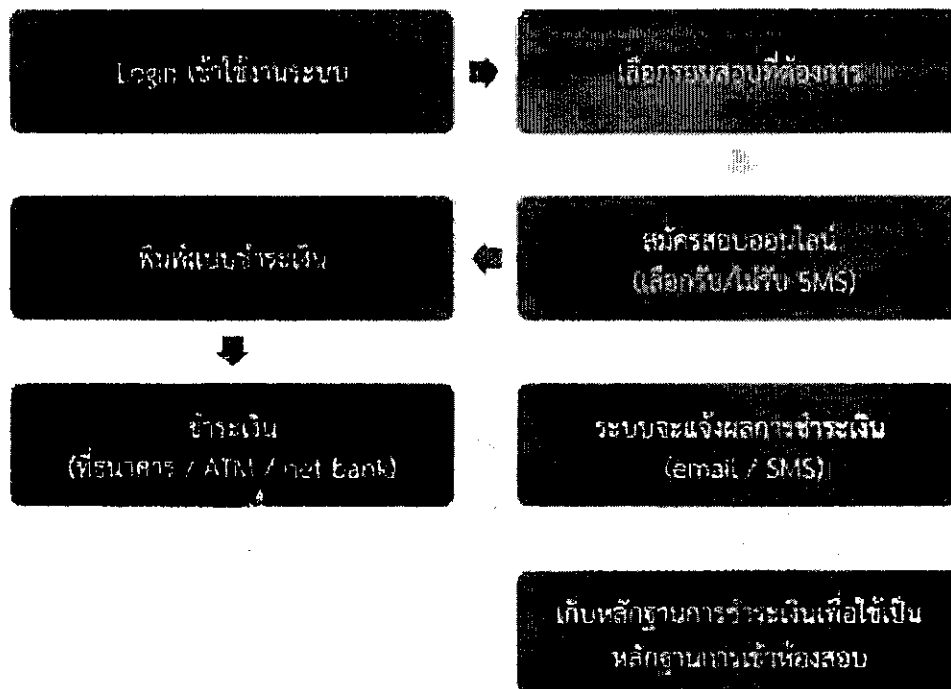 Login เข้าใช้งานระบบ
เลือกรอบสอบที่ต้องการ
สมัครสอบออนไลน์
(เลือกรับ/ไม่รับ SMS)
พิมพ์แบบชำระเงิน
ชำระเงิน
(ที่ธนาคาร / ATM / net bank)
ระบบจะแจ้งผลการชำระเงิน
(email / SMS)
เก็บหลักฐานการชำระเงินเพื่อใช้เป็น
หลักฐานการเข้าห้องสอบ